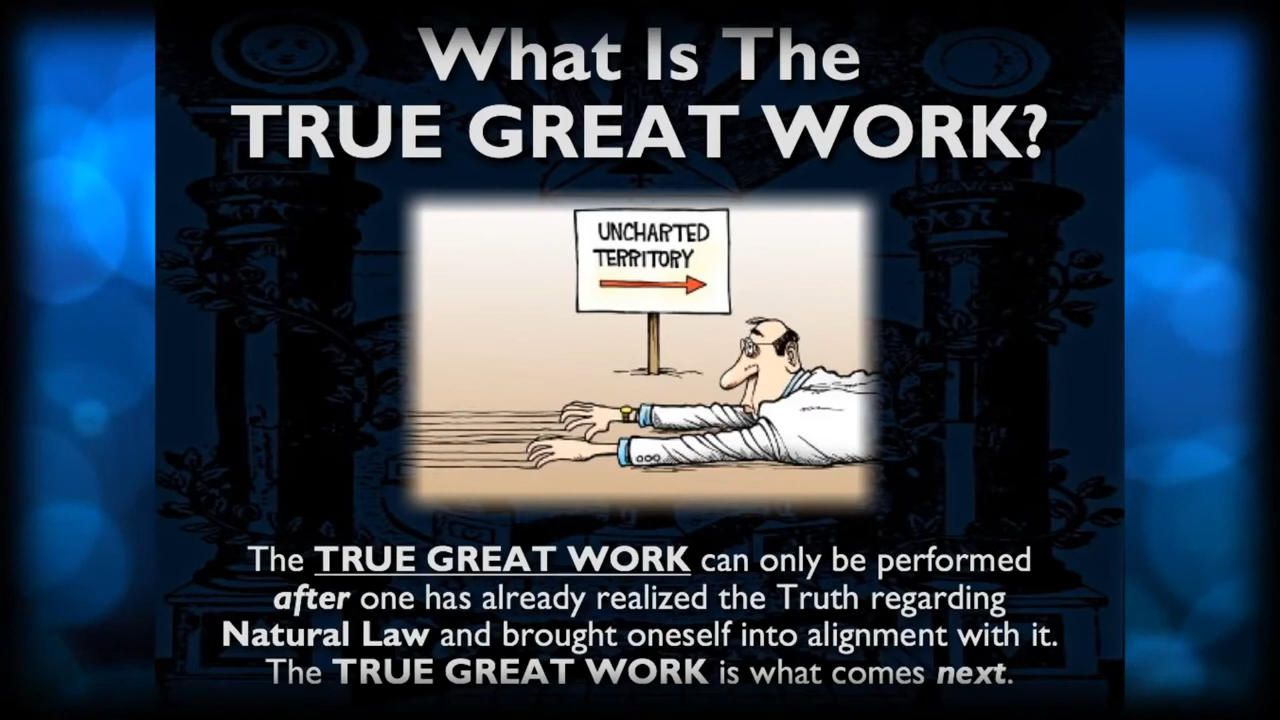 What Is The
TRUE GREAT WORK?
UNCHARTED
TERRITORY
The TRUE GREAT WORK can only be performed
after one has already realized the Truth regarding
Natural Law and brought oneself into alignment with it.
The TRUE GREAT WORK is what comes next.